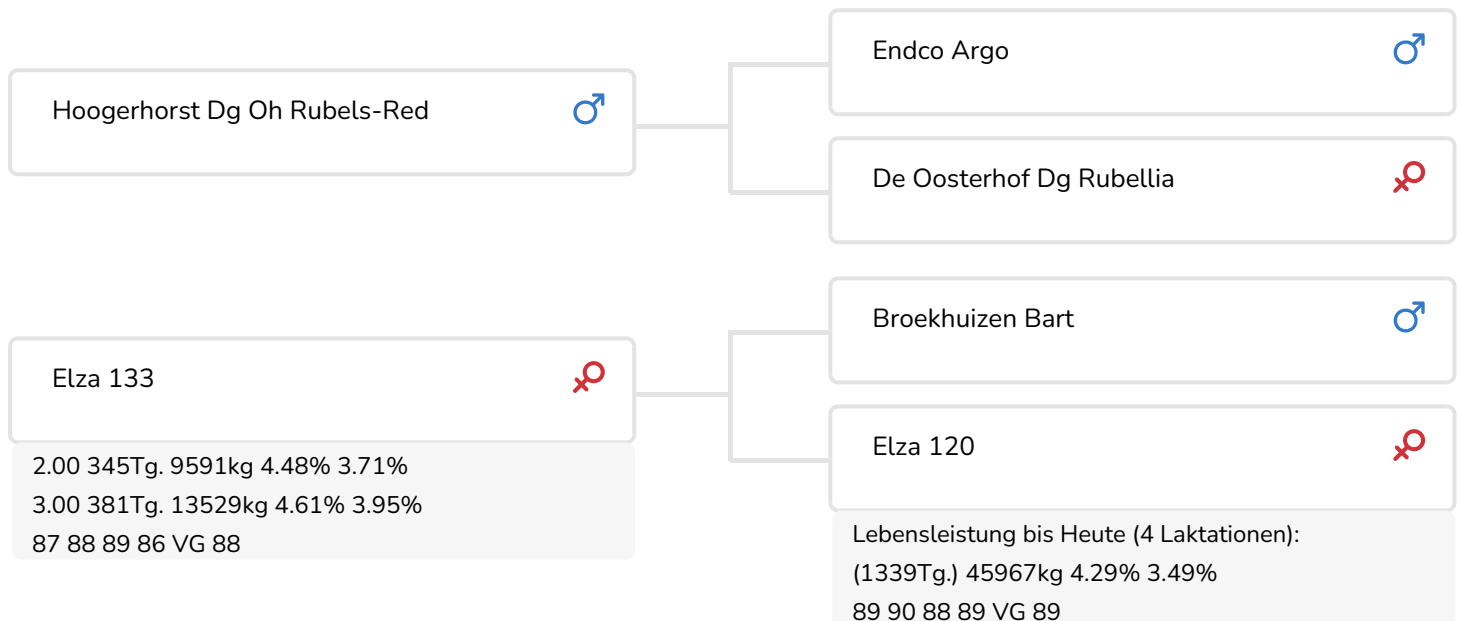 Endco Argo
Hoogerhorst Dg Oh Rubels-Red
De Oosterhof Dg Rubellia
Broekhuizen Bart
Elza 133
Elza 120
2.00 345Tg. 9591kg 4.48% 3.71%
3.00 381Tg. 13529kg 4.61% 3.95%
87 88 89 86 VG 88
Lebensleistung bis Heute (4 Laktationen):
(1339Tg.) 45967kg 4.29% 3.49%
89 90 88 89 VG 89